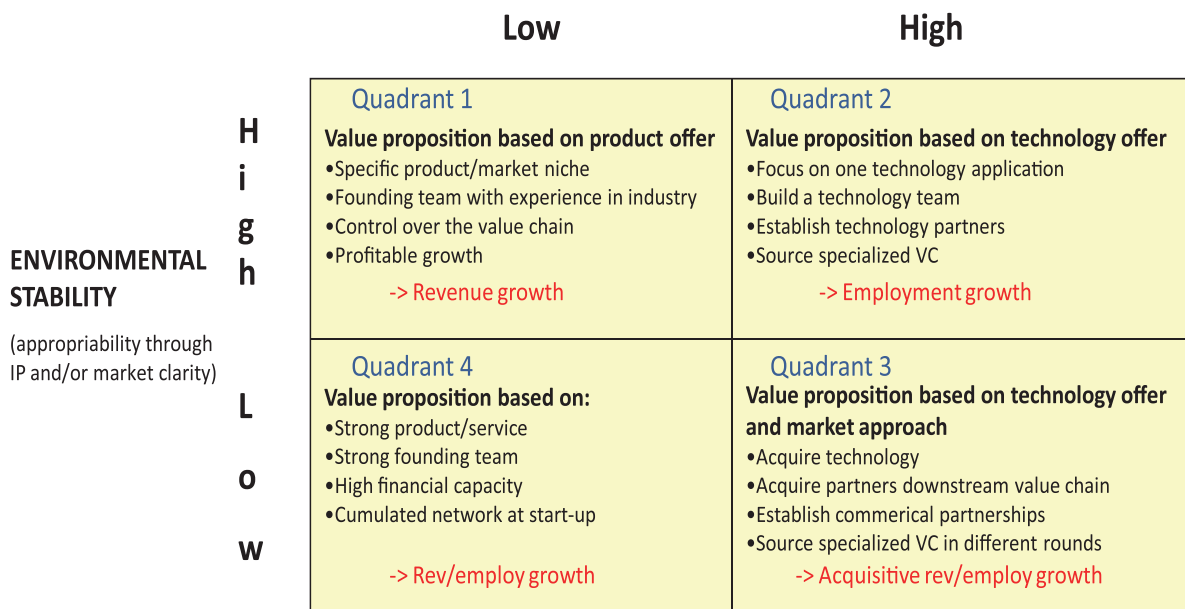 Low
High
High
Low
ENVIRONMENTAL
STABILITY
(appropriability through
IP and/or market clarity)
Quadrant 1
Value proposition based on product offer
•Specific product/market niche
•Founding team with experience in industry
•Control over the value chain
•Profitable growth
-> Revenue growth
Quadrant 2
Value proposition based on technology offer
•Focus on one technology application
•Build a technology team
•Establish technology partners
•Source specialized VC
-> Employment growth
Quadrant 4
Value proposition based on:
•Strong product/service
•Strong founding team
•High financial capacity
•Cumulated network at start-up
-> Rev/employ growth
Quadrant 3
Value proposition based on technology offer
and market approach
•Acquire technology
•Acquire partners downstream value chain
•Establish commerical partnerships
•Source specialized VC in different rounds
-> Acquisitive rev/employ growth